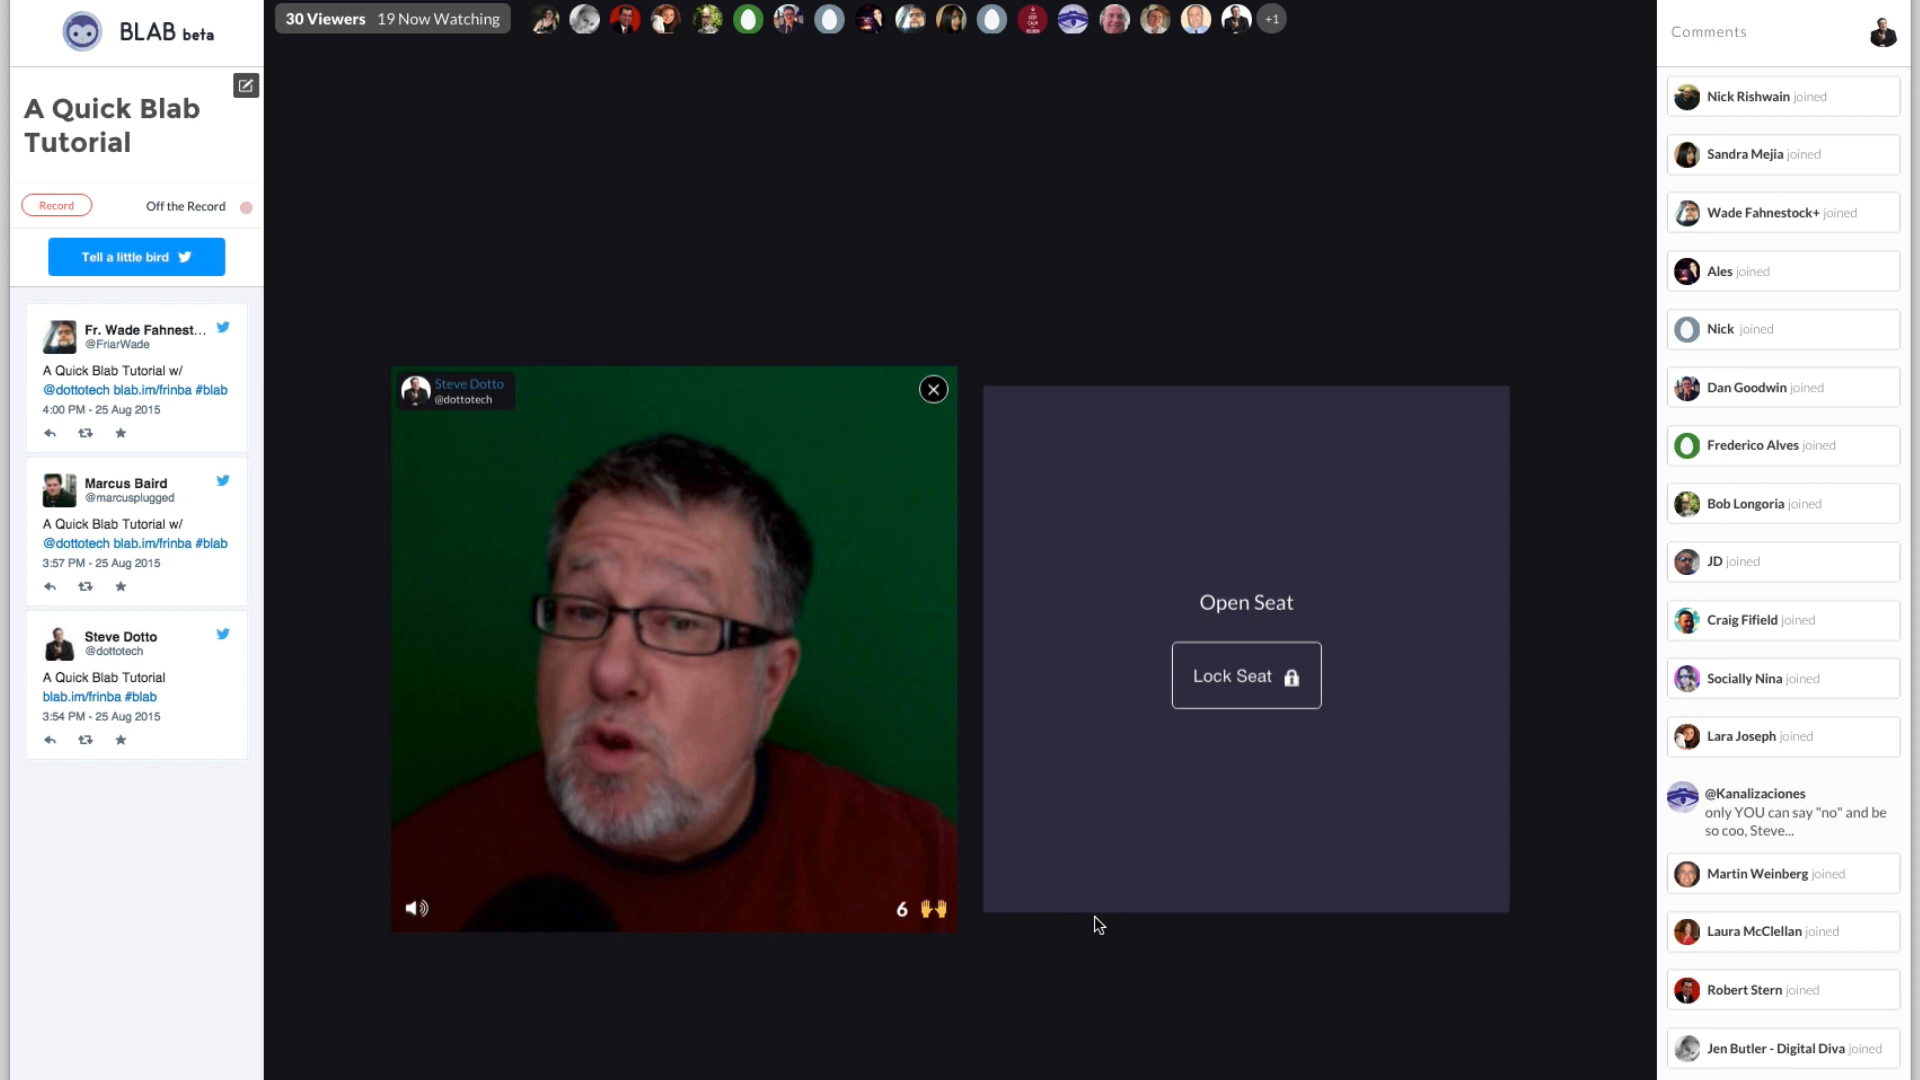 BLAB beta
A Quick Blab
Tutorial
Record
Off the Record
Tell a little bird
Fr. Wade Fahnest...
@FriarWade
A Quick Blab Tutorial w/
@dottotech blab.im/frinba #blab
4:00 PM - 25 Aug 2015
Marcus Baird
@marcusplugged
A Quick Blab Tutorial w/
@dottotech blab.im/frinba #blab
3:57 PM - 25 Aug 2015
Steve Dotto
@dottotech
A Quick Blab Tutorial
blab.im/frinba #blab
3:54 PM - 25 Aug 2015
30 Viewers 19 Now Watching
+1
Steve Dotto
@dottotech
6
Open Seat
Lock Seat
Comments
Nick Rishwain joined
Sandra Mejia joined
Wade Fahnestock+ joined
Ales joined
Nick joined
Dan Goodwin joined
Frederico Alves joined
Bob Longoria joined
JD joined
Craig Fifield joined
Socially Nina joined
Lara Joseph joined
@Kanalizaciones
only YOU can say "no" and be
so coo, Steve...
Martin Weinberg joined
Laura McClellan joined
Robert Stern joined
Jen Butler - Digital Diva joined